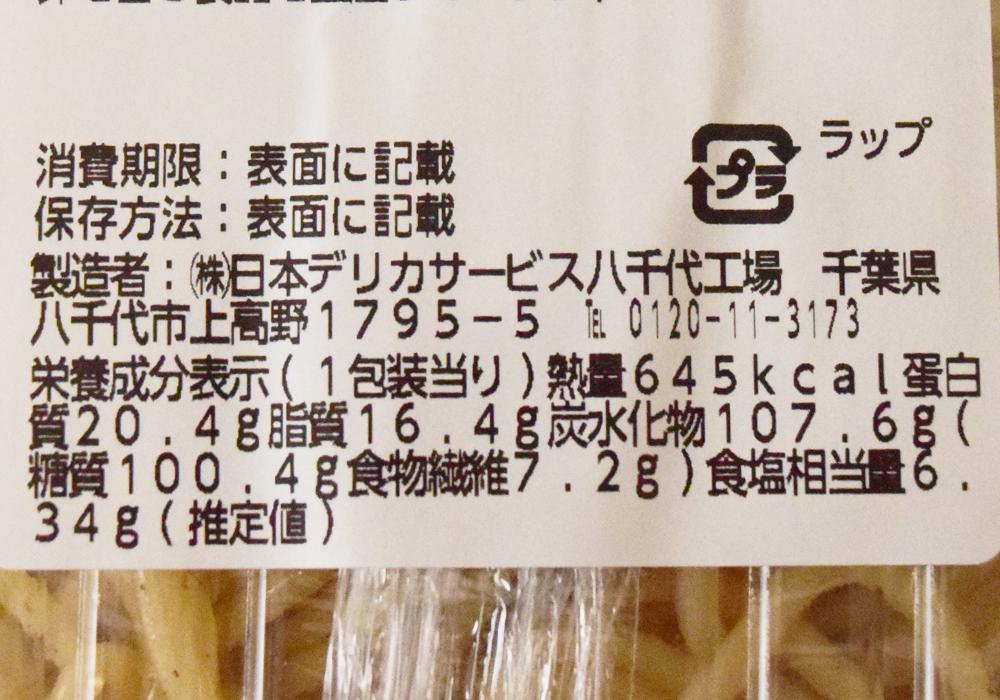 ラップ
プラ
消費期限：表面に記載
保存方法：表面に記載
製造者：㈱日本デリカサービス八千代工場　千葉県
八千代市上高野１７９５－５　℡ 0120-11-3173
栄養成分表示（１包装当り）熱量６４５ｋｃａｌ蛋白
質２０．４ｇ脂質１６．４ｇ炭水化物１０７．６ｇ（
糖質１００．４ｇ食物繊維７．２ｇ）食塩相当量６．
３４ｇ（推定値）